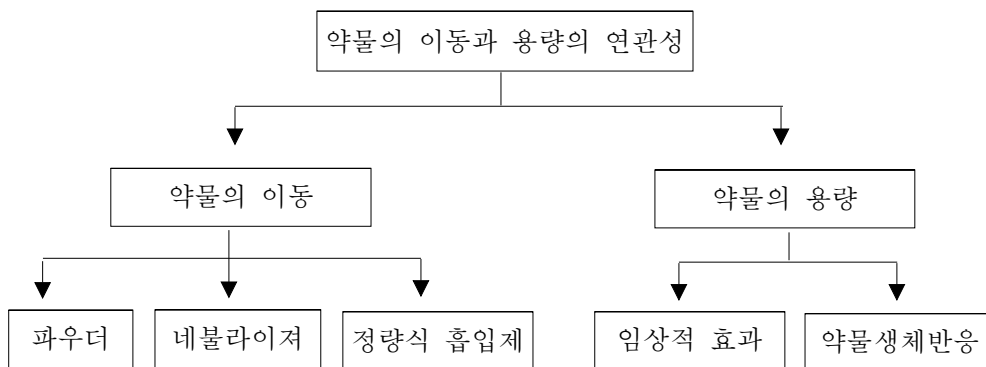 약물의 이동과 용량의 연관성
약물의 이동
약물의 용량
파우더
네불라이져
정량식 흡입제
임상적 효과
약물생체반응